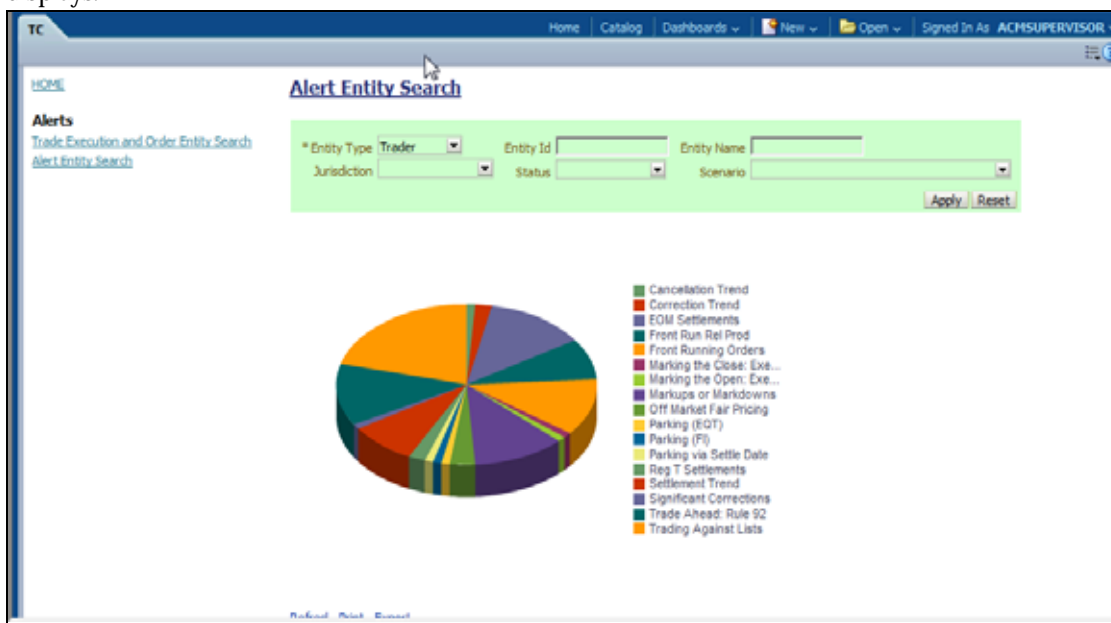 TC Home Catalog Dashboards New Open Signed In As ACMSUPERVISOR
HOME
Alert Entity Search
Alerts
Trade Execution and Order Entity Search
Alert Entity Search
* Entity Type Trader Entity Id Entity Name
Jurisdiction Status Scenario
Apply Reset
Cancellation Trend
Correction Trend
EOM Settlements
Front Run Rel Prod
Front Running Orders
Marking the Close: Exe...
Marking the Open: Exe...
Markups or Markdowns
Off Market Fair Pricing
Parking (EQT)
Parking (FI)
Parking via Settle Date
Reg T Settlements
Settlement Trend
Significant Corrections
Trade Ahead: Rule 92
Trading Against Lists